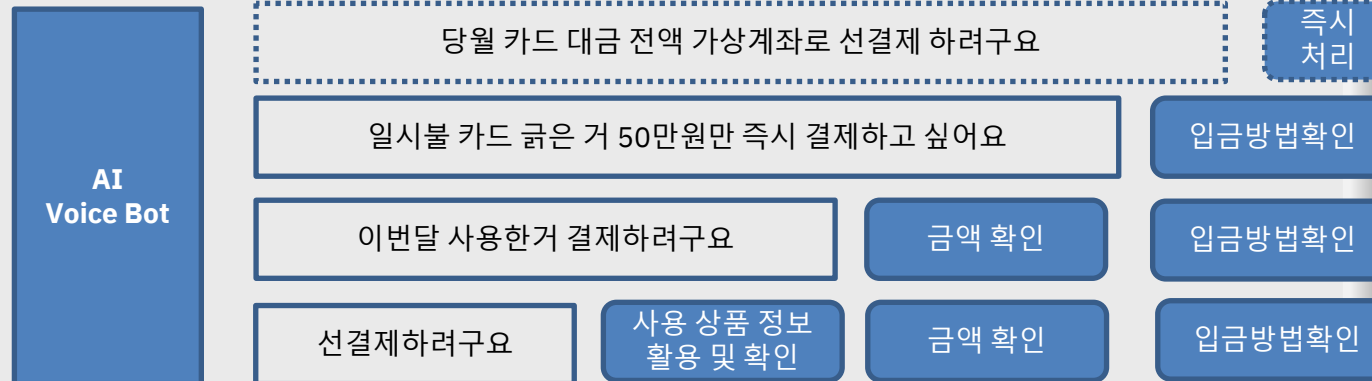 당월 카드 대금 전액 가상계좌로 선결제 하려구요
즉시
처리
일시불 카드 긁은 거 50만원만 즉시 결제하고 싶어요
입금방법확인
AI
Voice Bot
이번달 사용한거 결제하려구요
금액 확인
입금방법확인
선결제하려구요
사용 상품 정보
활용 및 확인
금액 확인
입금방법확인